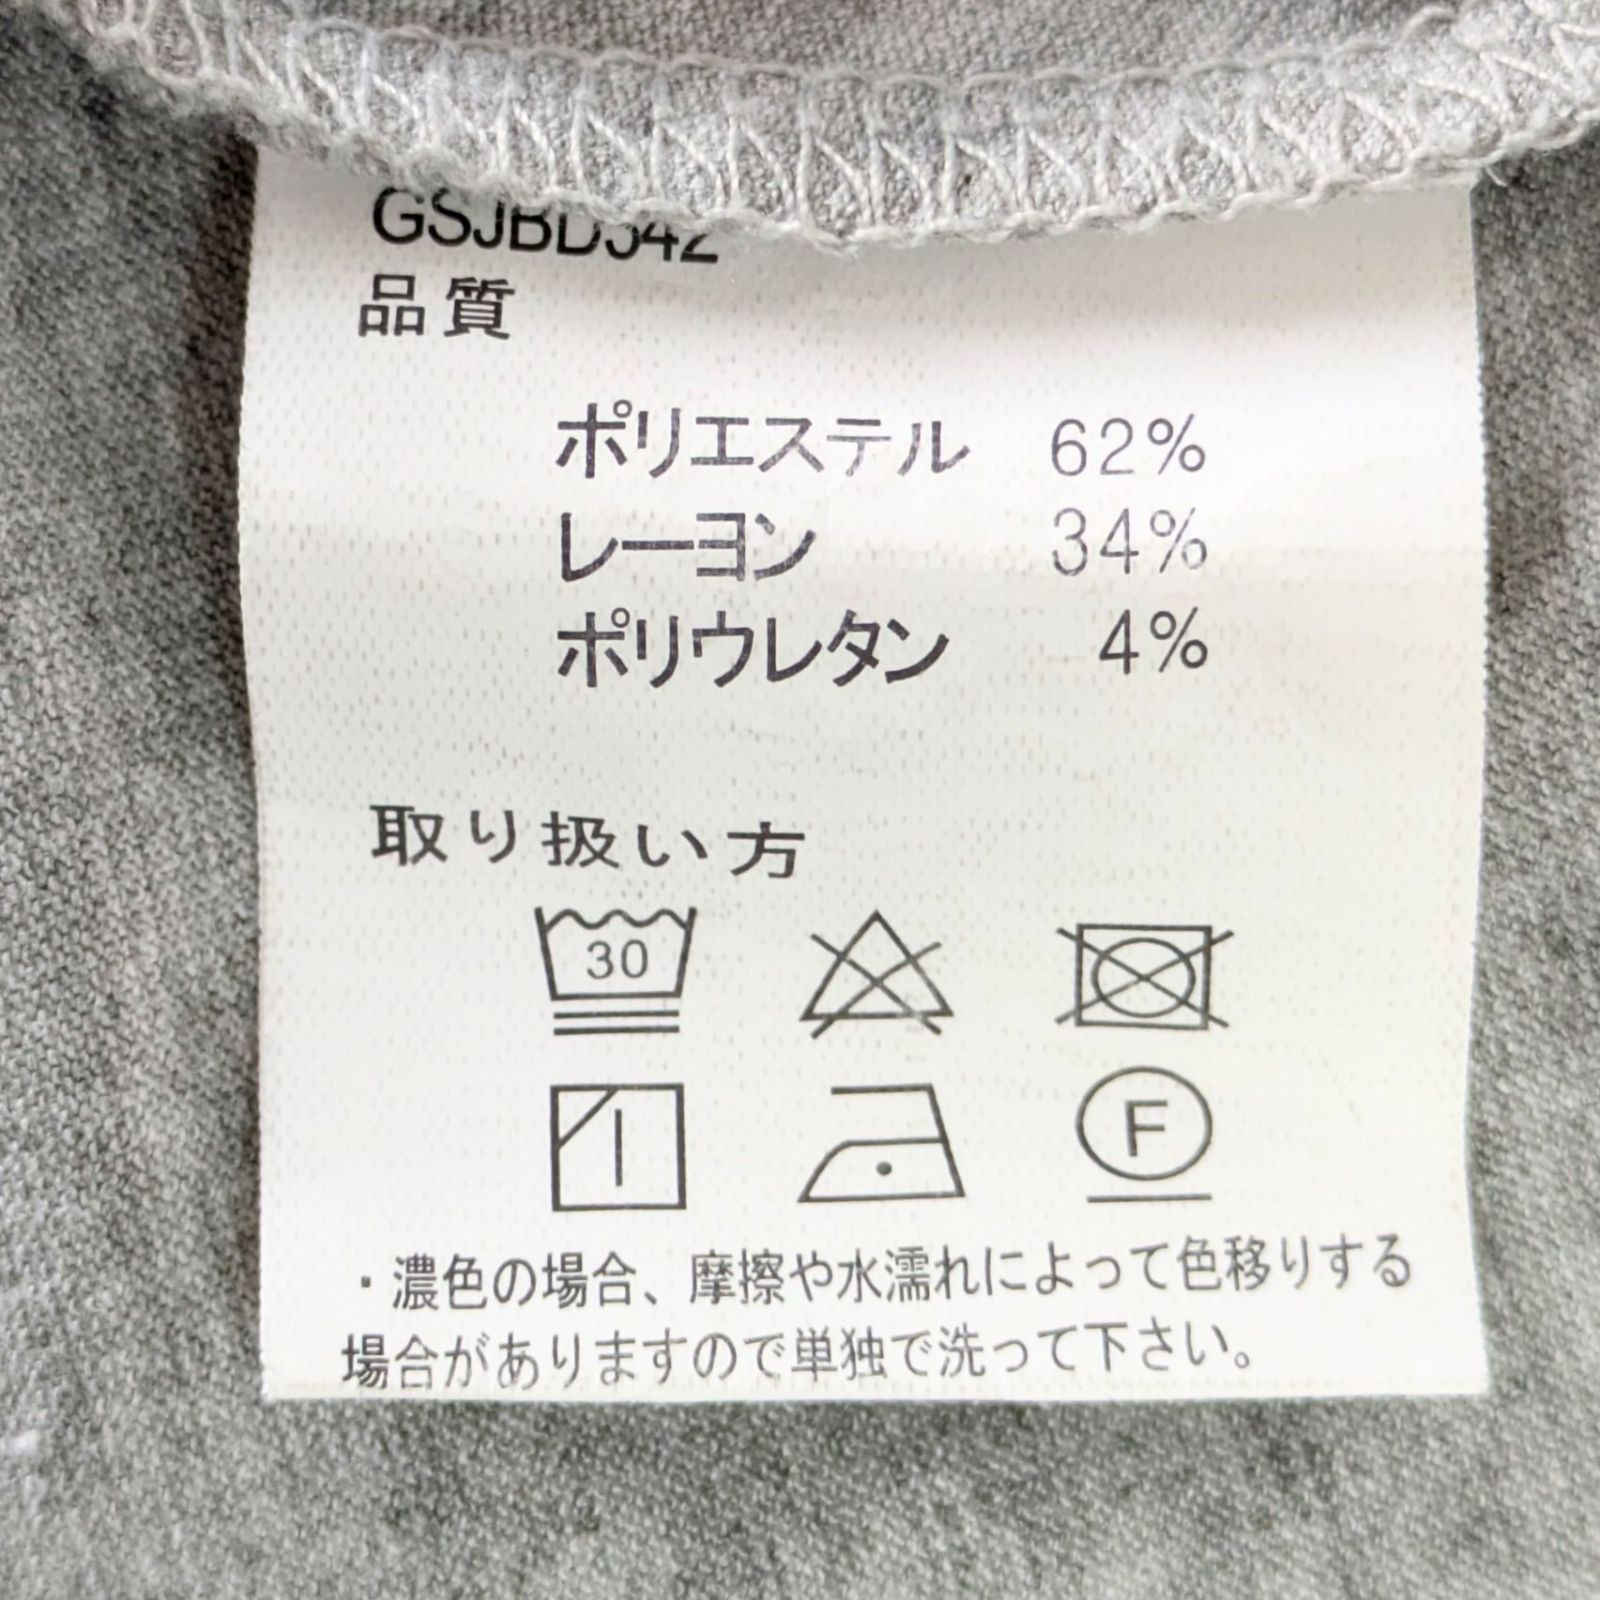 GSJBD342
品質
ポリエステル 62%
レーヨン 34%
ポリウレタン 4%
取り扱い方
30
F
・濃色の場合、摩擦や水濡れによって色移りする
場合がありますので単独で洗って下さい。